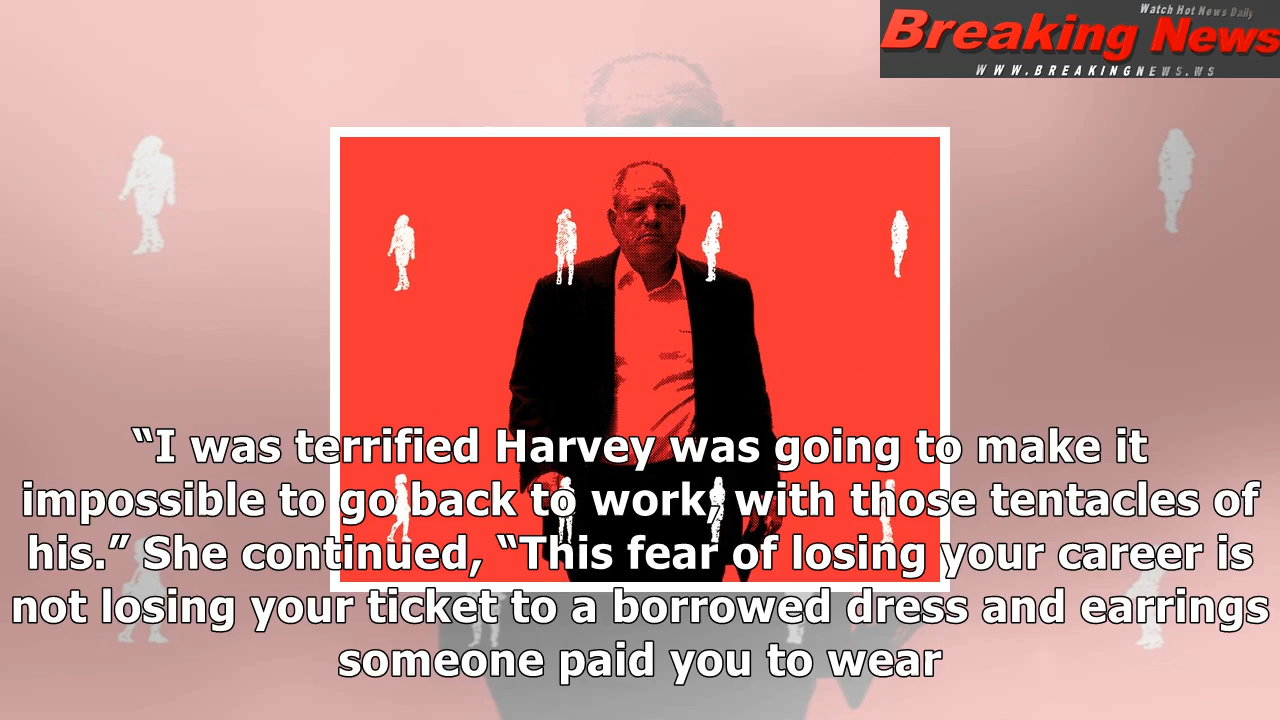 Watch Hot News Daily
Breaking News
WWW.BREAKINGNEWS.WS
“I was terrified Harvey was going to make it
impossible to go back to work, with those tentacles of
his.” She continued, “This fear of losing your career is
not losing your ticket to a borrowed dress and earrings
someone paid you to wear